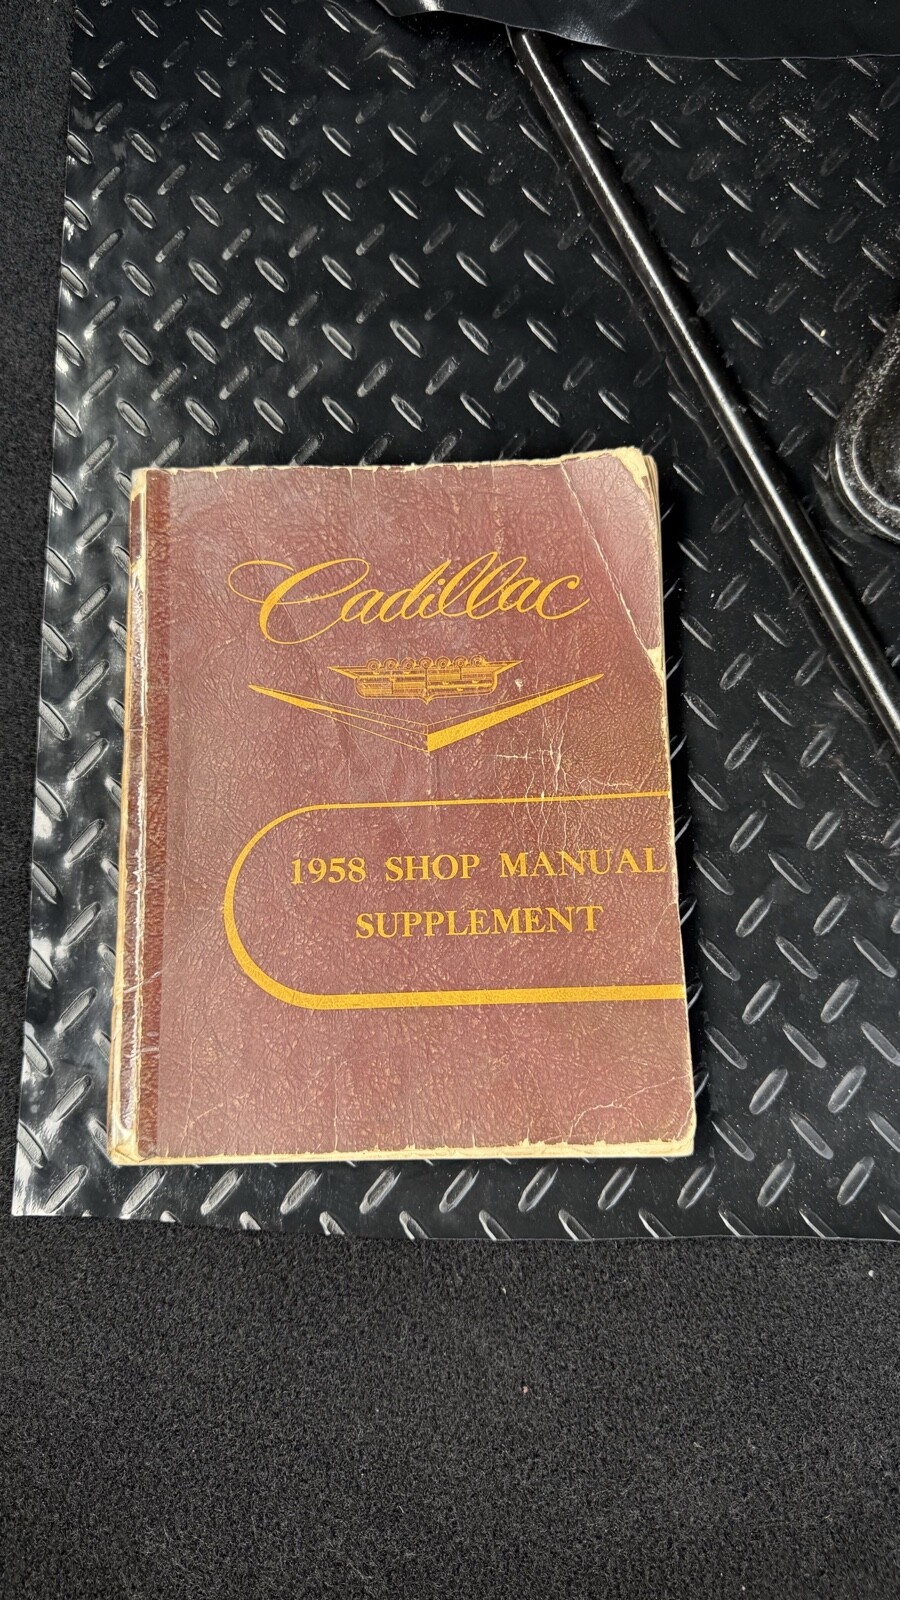 Cadillac
1958 SHOP MANUAL
SUPPLEMENT